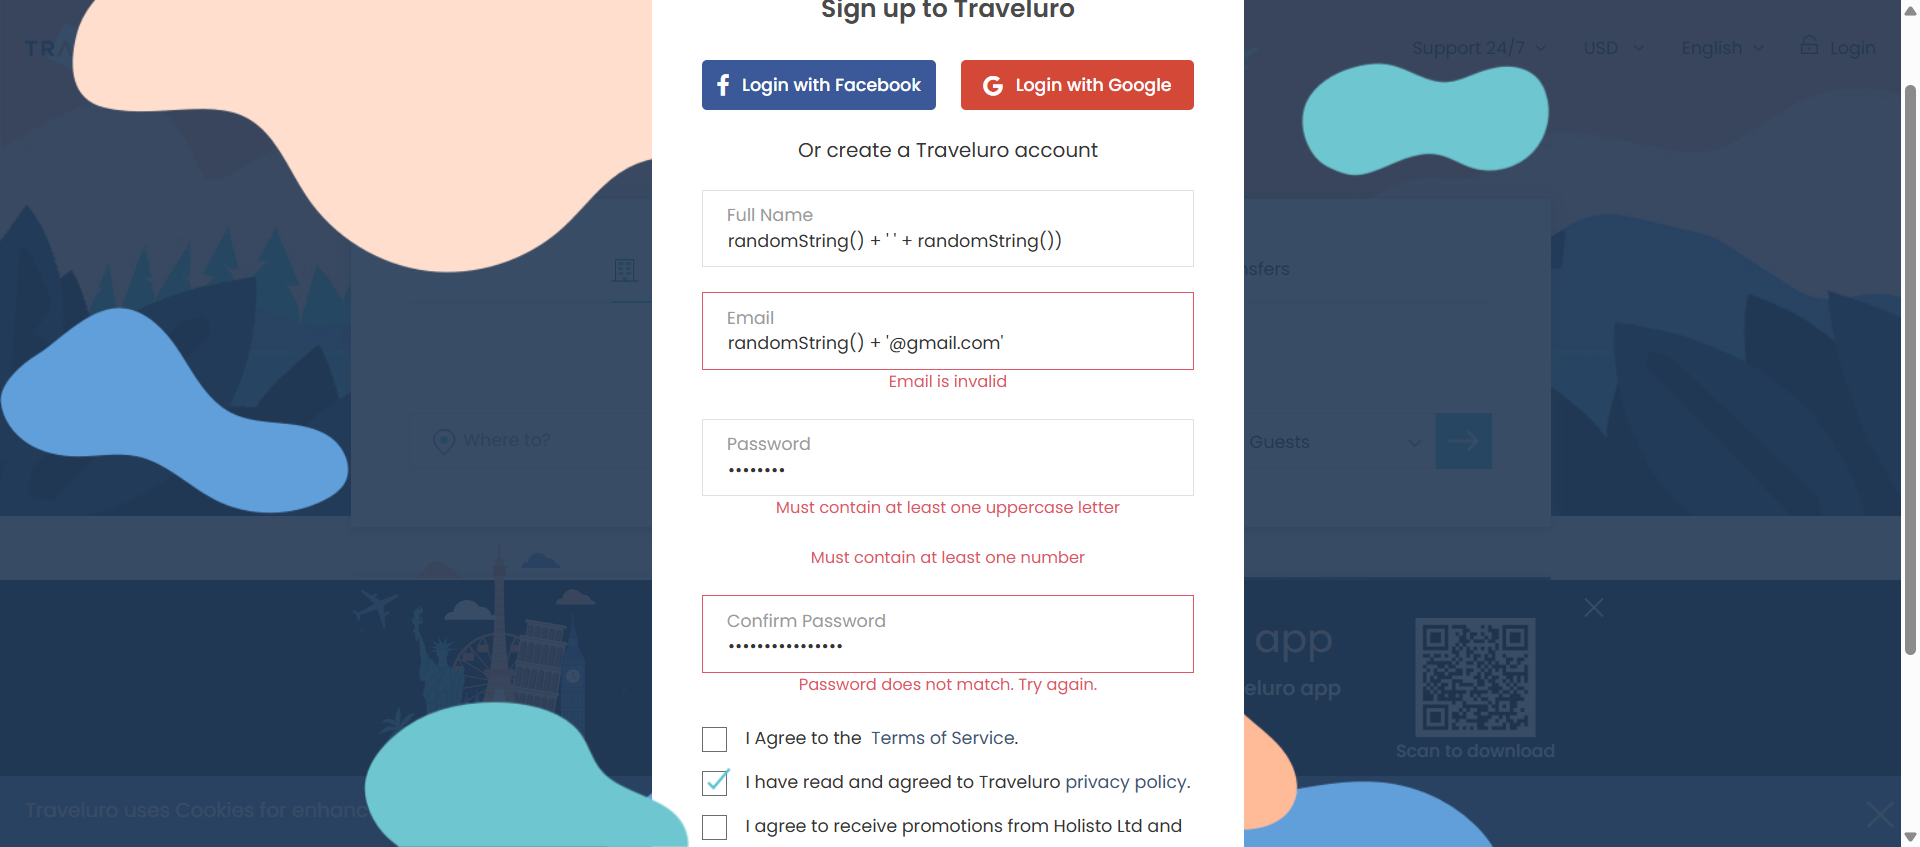 Sign up to Traveluro
TRA
Support 24/7
USD
English
Login
Login with Facebook
Login with Google
Or create a Traveluro account
Full Name
randomString() + ' ' + randomString())
nsfers
Email
randomString() + '@gmail.com'
Email is invalid
Where to?
Guests
Password
••••••••
Must contain at least one uppercase letter
Must contain at least one number
Confirm Password
••••••••••••••••
app
eluro app
Password does not match. Try again.
I Agree to the Terms of Service.
Scan to download
I have read and agreed to Traveluro privacy policy.
Traveluro uses Cookies for enhanc
I agree to receive promotions from Holisto Ltd and